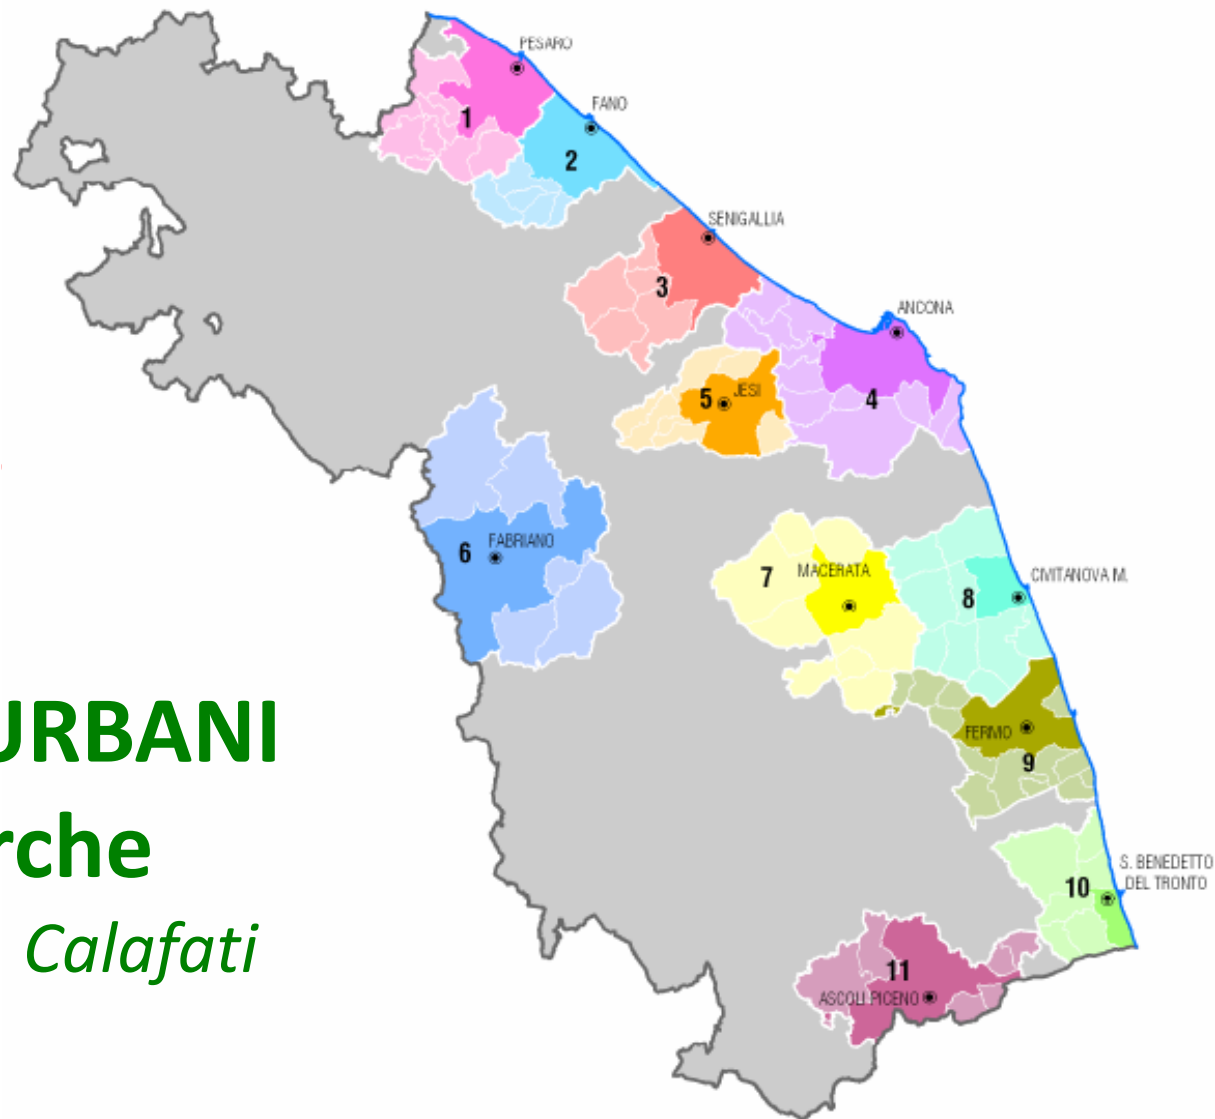 PESARO
1
FANO
2
SENIGALLIA
3
ANCONA
4
5 JESI
6 FABRIANO
7 MACERATA
8 CIVITANOVA M.
FERMO
9
URBANI
rche
Calafati
10
S. BENEDETTO
DEL TRONTO
11
ASCOLI PICENO